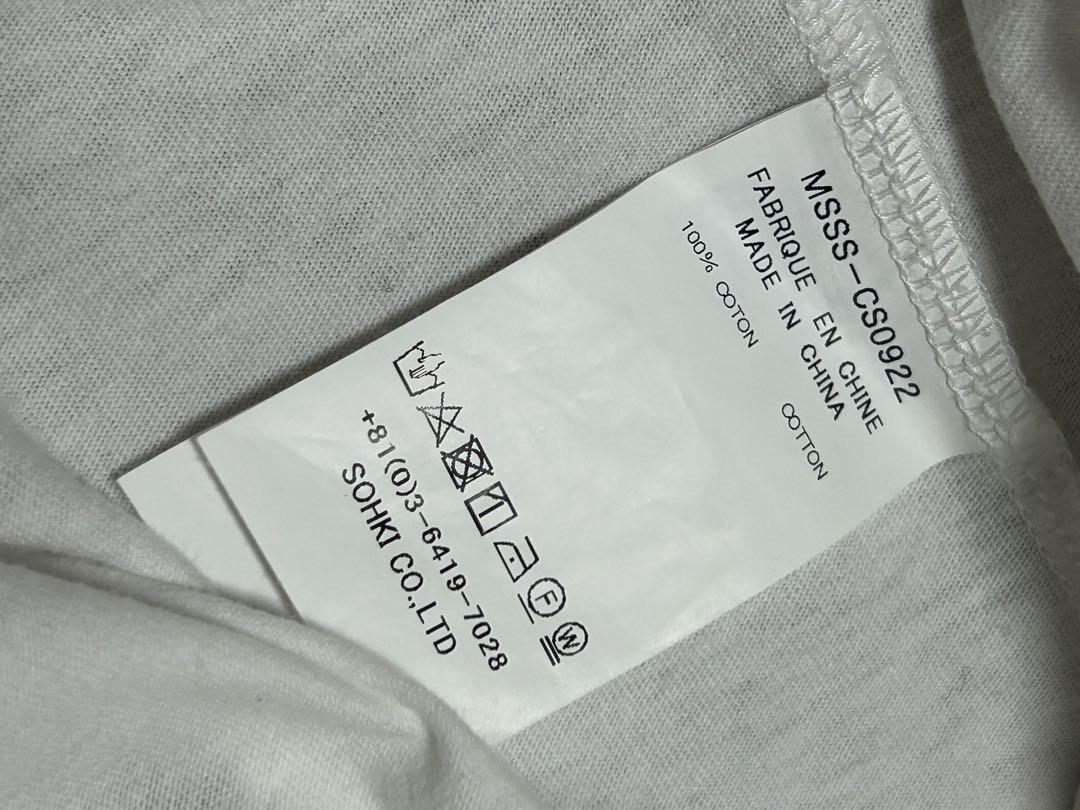 MSSS-CS0922
FABRIQUE EN CHINE
MADE IN CHINA
100% COTON COTTON
F W
+81(0)3-6419-7028
SOHKI CO.,LTD